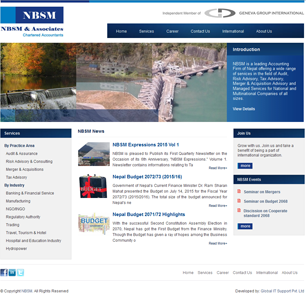 NBSM
NBSM & Associates
Chartered Accountants
Independent Member of
GENEVA GROUP INTERNATIONAL
Home Services Career Contact Us International About Us
Introduction
NBSM is a leading Accounting Firm of Nepal offering a wide range of services in the field of Audit, Risk Advisory, Tax Advisory, Merger & Acquisition Advisory and Managed Services for National and Multinational Companies of all sizes.
View Details
Services
By Practice Area
Audit & Assurance
Risk Advisory & Consulting
Merger & Acquisitions
Tax Advisory
By Industry
Banking & Financial Service
Manufacturing
NGO/INGO
Regulatory Authority
Trading
Travel, Tourism & Hotel
Hospital and Education Industry
Hydropower
NBSM News
NBSM Expressions 2015 Vol 1
NBSM is pleased to Publish its First Quarterly Newsletter on the
Occasion of its 8th Anniversary, "NBSM Expressions." Volume 1
Newsletter contains informations relating to Ta
Read More»
Nepal Budget 2072/73 (2015/16)
Government of Nepal's Current Finance Minister Dr. Ram Sharan
Mahat presented the Budget on July 14, 2015 for the Fiscal Year
2072/73 (2015/2016). The total size of the budget announced for
Nepal's ne
Read More»
Nepal Budget 2071/72 Highlights
With the successful Second Constituent Assembly Election in
2070, Nepal has got the First Budget from the Finance Ministry.
Though the Budget has given a ray of hopes among the Business
Community o
Read More»
Join Us
Grow with us. Join us and take a
benefit of being a part of
international organization
more
NBSM Events
Seminar on Mergers
Seminar on Budget 2068
Discussion on Corporate
standard 2068
more
Home Services Career Contact Us International About Us
© Copyright NBSM. All Rights Reserved
Developed by: Global IT Support Pvt. Ltd